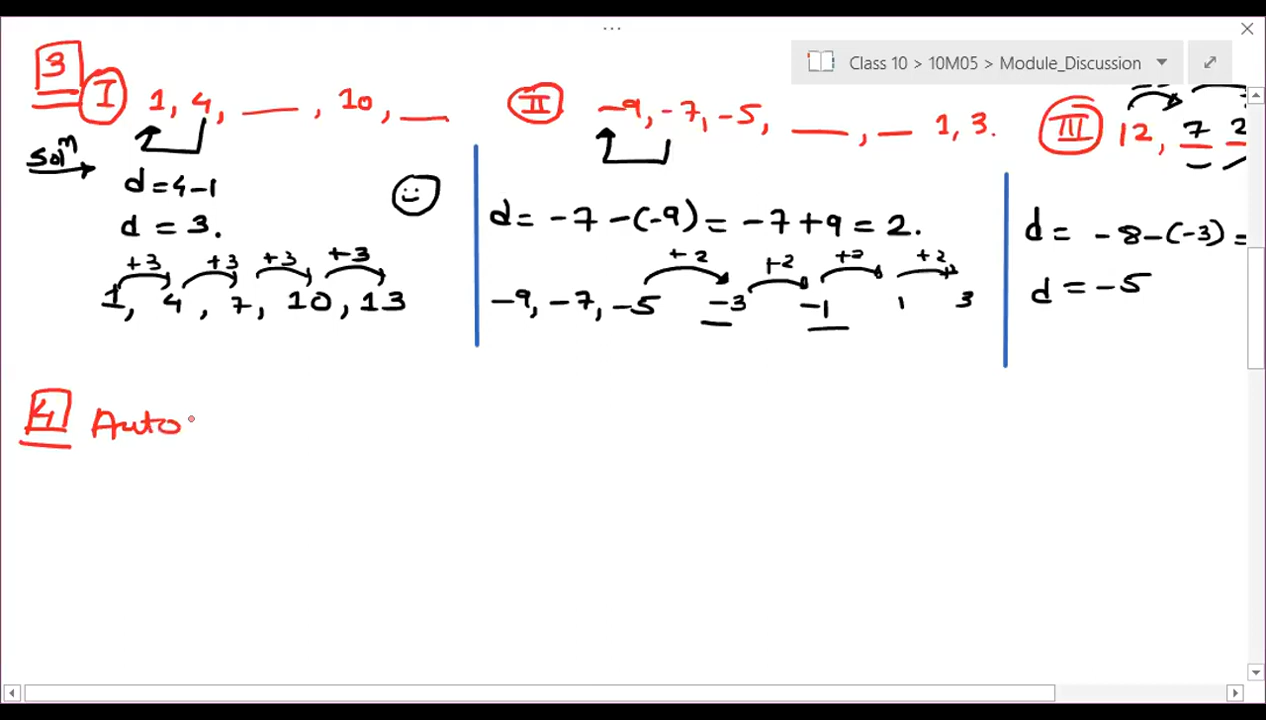 Class 10 > 10M05 > Module_Discussion
3
I 1, 4, ___ , 10, ___
Solⁿ
d = 4-1
d = 3.
+3 +3 +3 +3
1, 4, 7, 10, 13
II -9, -7, -5, ___, __ 1, 3.
d = -7 -(-9) = -7 +9 = 2.
+2 +2 +2 +2
-9, -7, -5 -3 -1 1 3
III 12, 7 2
d = -8-(-3) =
d = -5
4 Auto